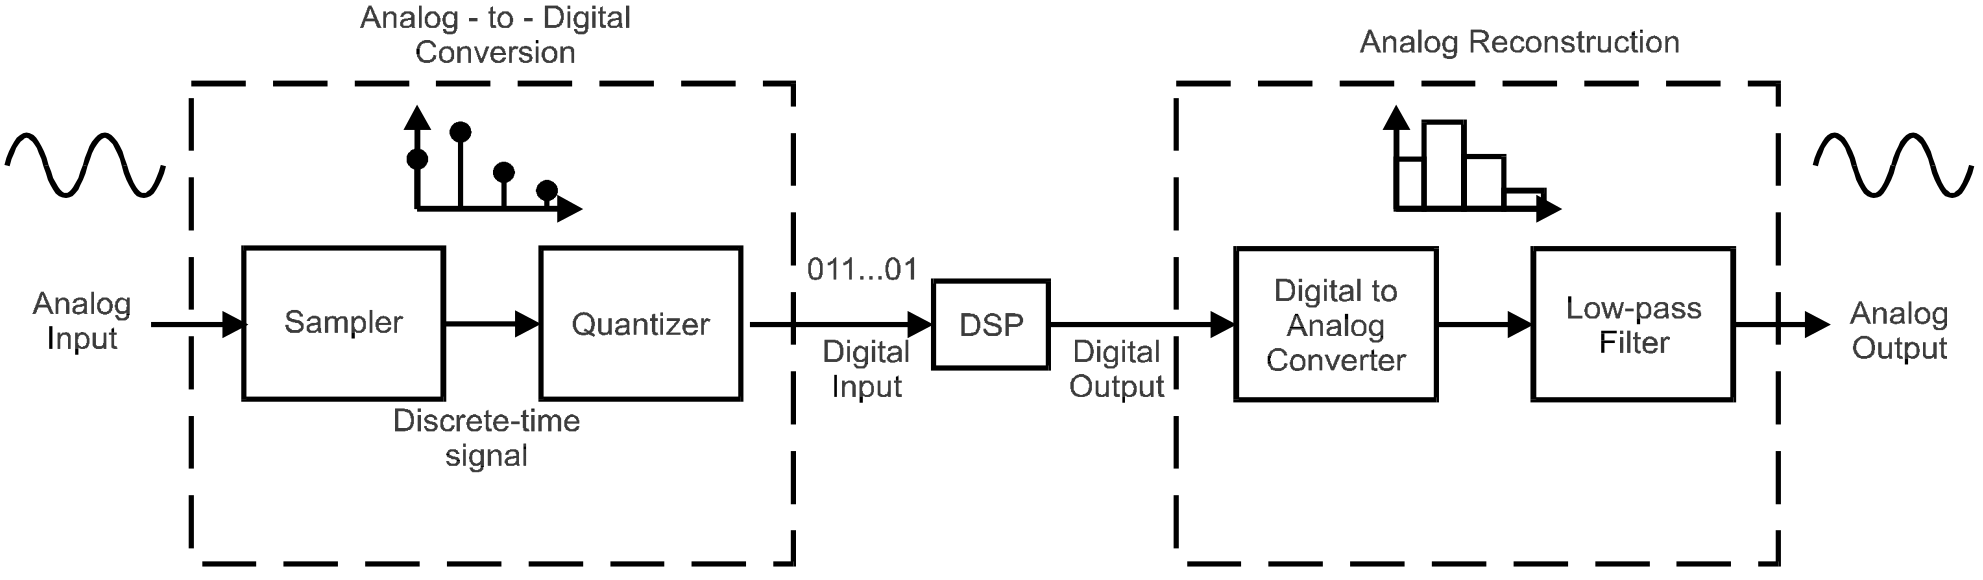 Analog - to - Digital
Conversion
Analog Reconstruction
Analog
Input
Sampler
Discrete-time
signal
Quantizer
011...01
Digital
Input
DSP
Digital
Output
Digital to
Analog
Converter
Low-pass
Filter
Analog
Output